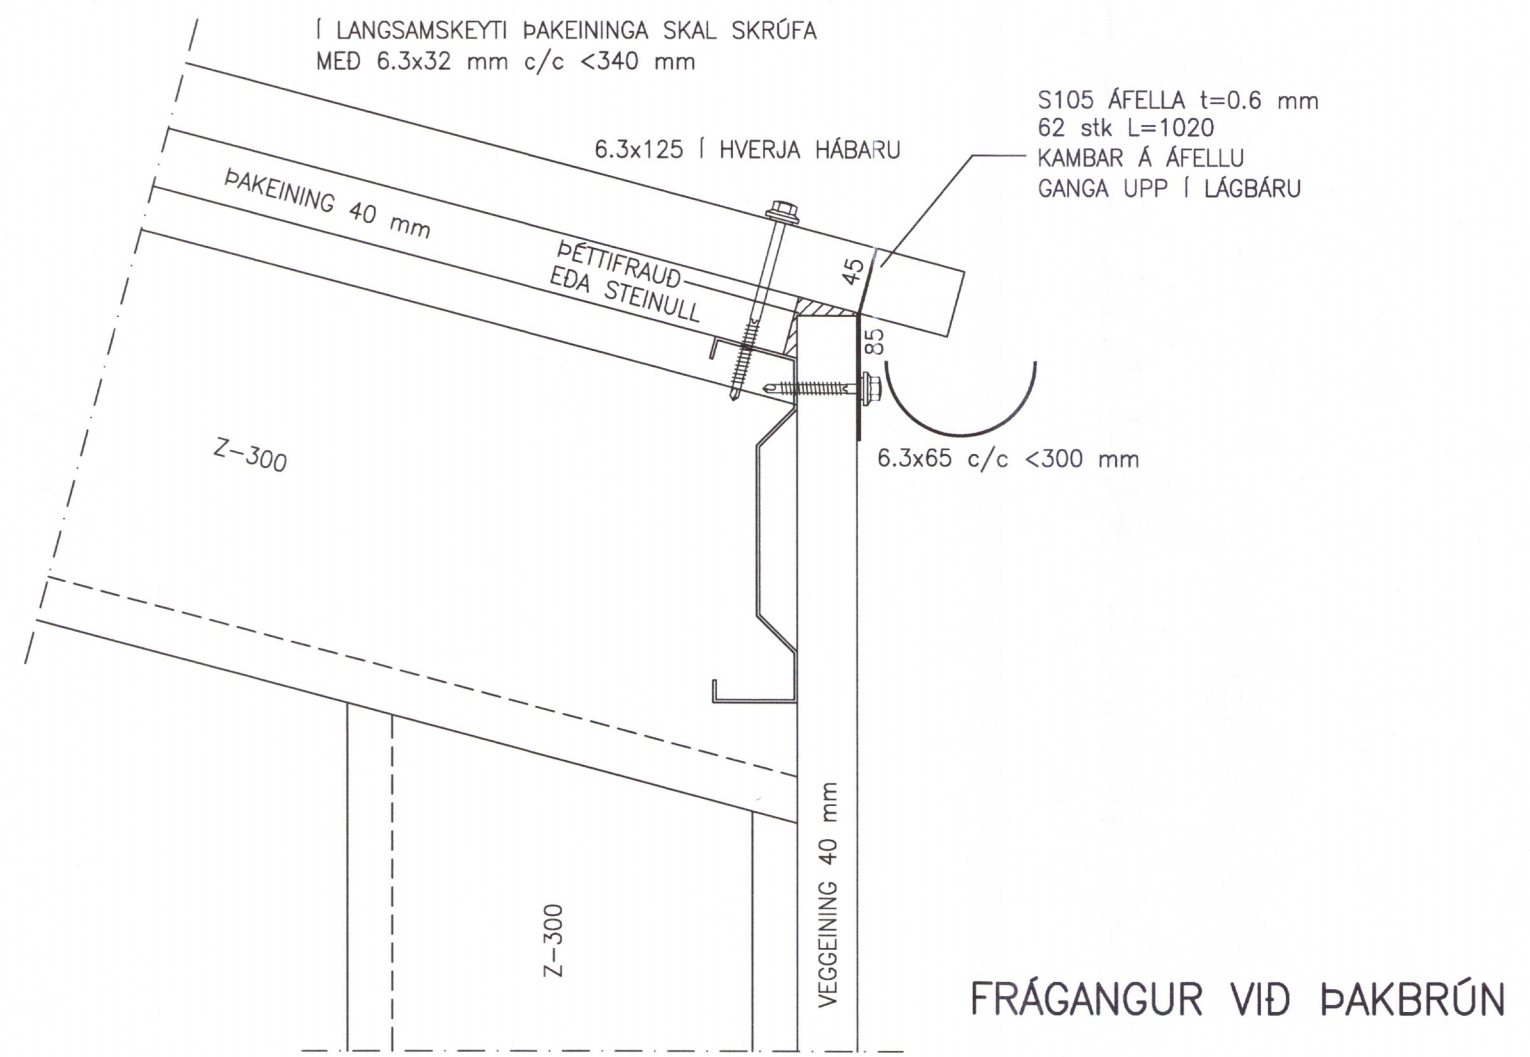 Í LANGSAMSKEYTI ÞAKEININGA SKAL SKRÚFA
MEÐ 6.3x32 mm c/c <340 mm
S105 ÁFELLA t=0.6 mm
62 stk L=1020
KAMBAR Á ÁFELLU
GANGA UPP Í LÁGBÁRU
6.3x125 Í HVERJA HÁBARU
ÞAKEINING 40 mm
ÞÉTTIFRAUÐ
EÐA STEINULL
45
85
Z-300
6.3x65 c/c <300 mm
VEGGEINING 40 mm
Z-300
FRÁGANGUR VIÐ ÞAKBRÚN